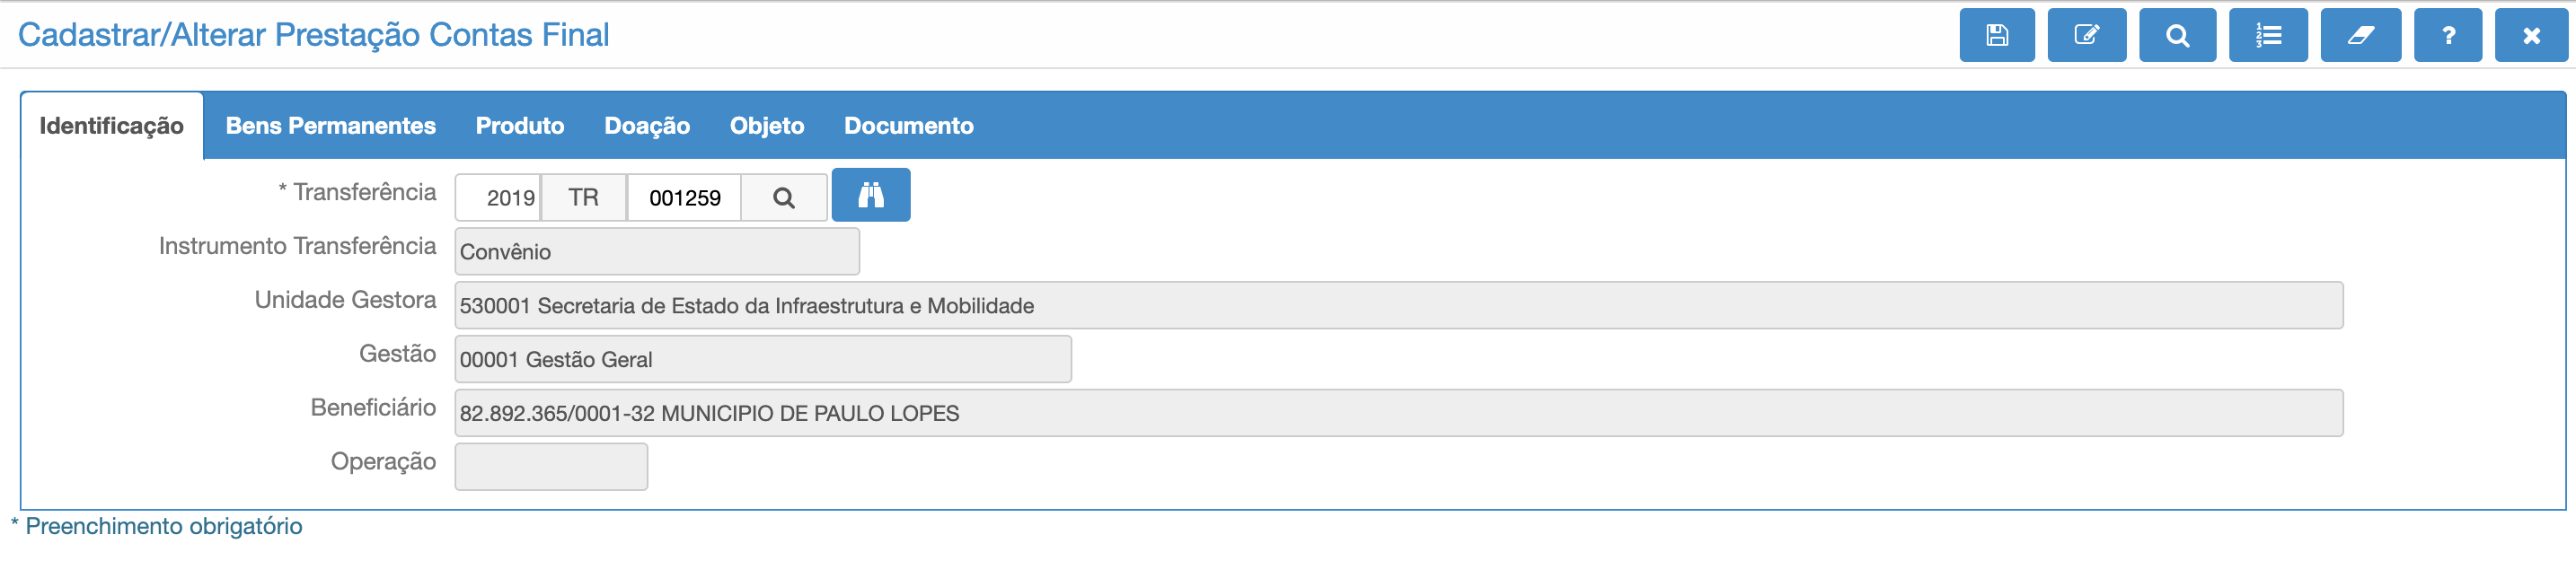 Cadastrar/Alterar Prestação Contas Final
?
Identificação Bens Permanentes Produto Doação Objeto Documento
* Transferência 2019 TR 001259
Instrumento Transferência Convênio
Unidade Gestora 530001 Secretaria de Estado da Infraestrutura e Mobilidade
Gestão 00001 Gestão Geral
Beneficiário 82.892.365/0001-32 MUNICIPIO DE PAULO LOPES
Operação
* Preenchimento obrigatório